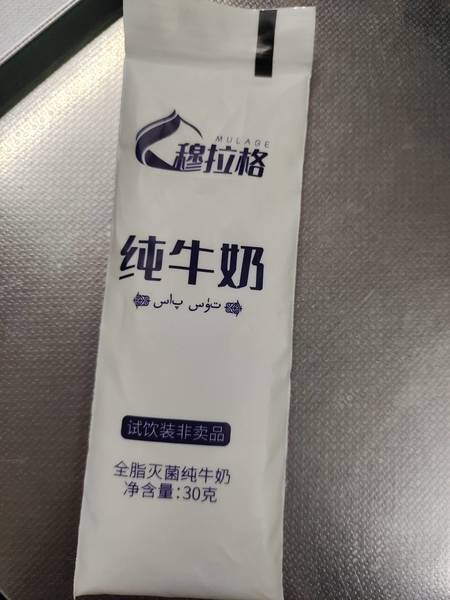 MULAGE
穆拉格
纯牛奶
تۈس پاس
试饮装非卖品
全脂灭菌纯牛奶
净含量:30克